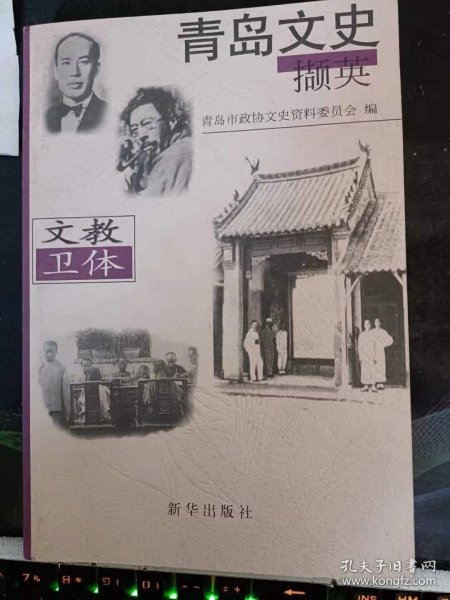 青岛文史
撷英
青岛市政协文史资料委员会 编
文教
卫体
新华出版社
孔夫子旧书网
www.kongfz.com